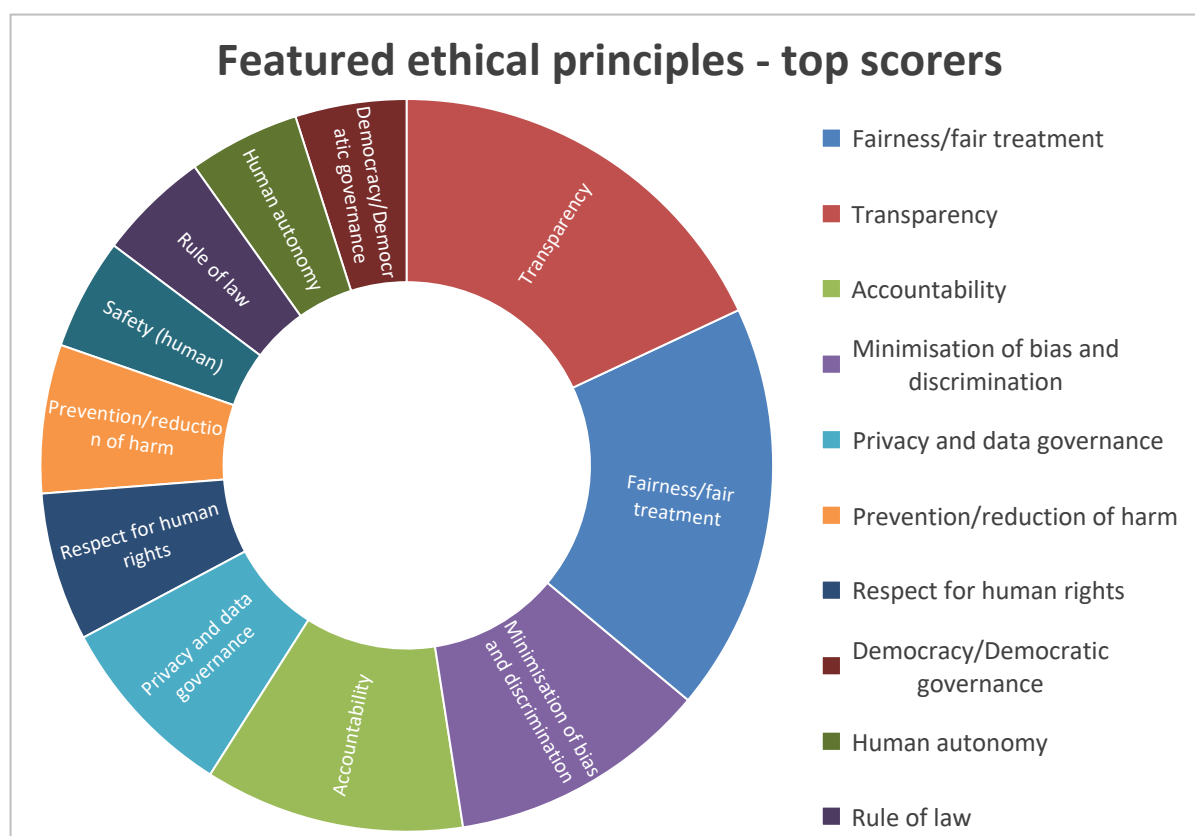 Featured ethical principles - top scorers
Transparency
Fairness/fair
treatment
Minimisation of bias
and discrimination
Accountability
Privacy and data
governance
Respect for human
rights
Prevention/reductio
n of harm
Safety (human)
Rule of law
Human autonomy
Democracy/Democr
atic governance
Fairness/fair treatment
Transparency
Accountability
Minimisation of bias and
discrimination
Privacy and data governance
Prevention/reduction of harm
Respect for human rights
Democracy/Democratic
governance
Human autonomy
Rule of law